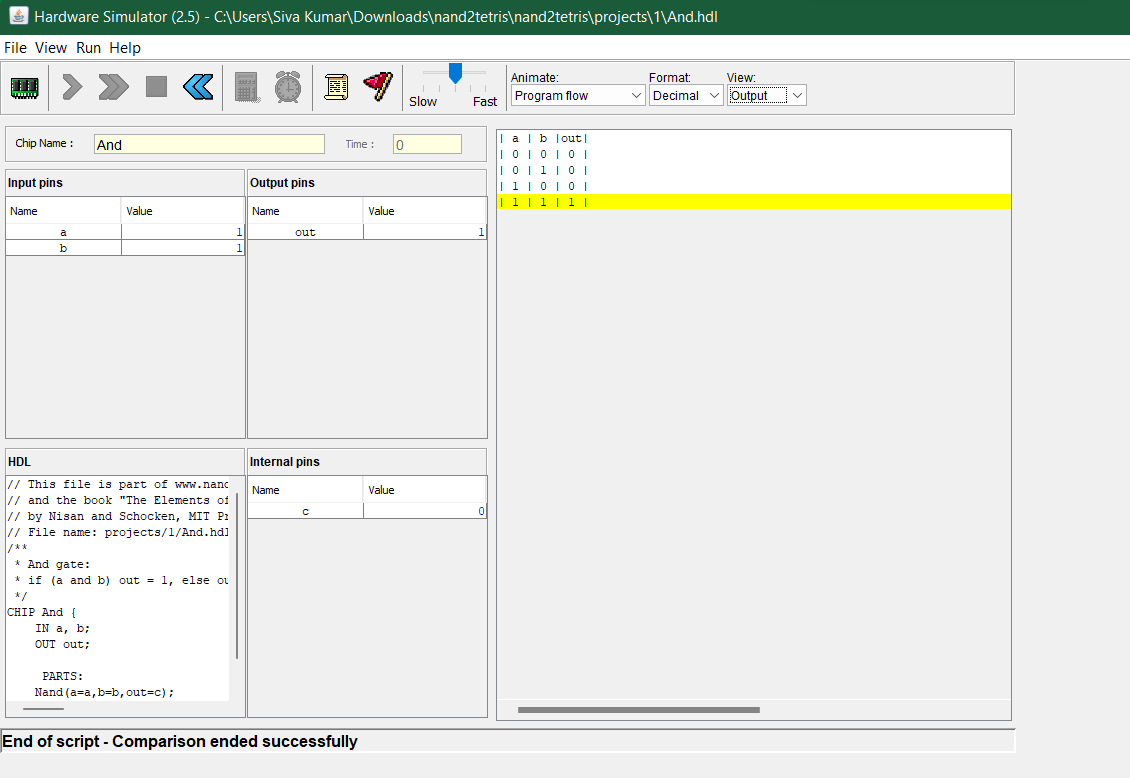 Hardware Simulator (2.5) - C:\Users\Siva Kumar\Downloads\nand2tetris\nand2tetris\projects\1\And.hdl
File View Run Help
Slow Fast
Animate: Format: View:
Program flow Decimal Output
Chip Name : And Time : 0
Input pins
Name Value
a 1
b 1
Output pins
Name Value
out 1
HDL
// This file is part of www.nand
// and the book "The Elements of
// by Nisan and Schocken, MIT Pr
// File name: projects/1/And.hdl
/**
 * And gate:
 * if (a and b) out = 1, else ou
 */
CHIP And {
    IN a, b;
    OUT out;
     PARTS:
    Nand(a=a,b=b,out=c);
Internal pins
Name Value
c 0
| a | b |out|
| 0 | 0 | 0 |
| 0 | 1 | 0 |
| 1 | 0 | 0 |
| 1 | 1 | 1 |
End of script - Comparison ended successfully